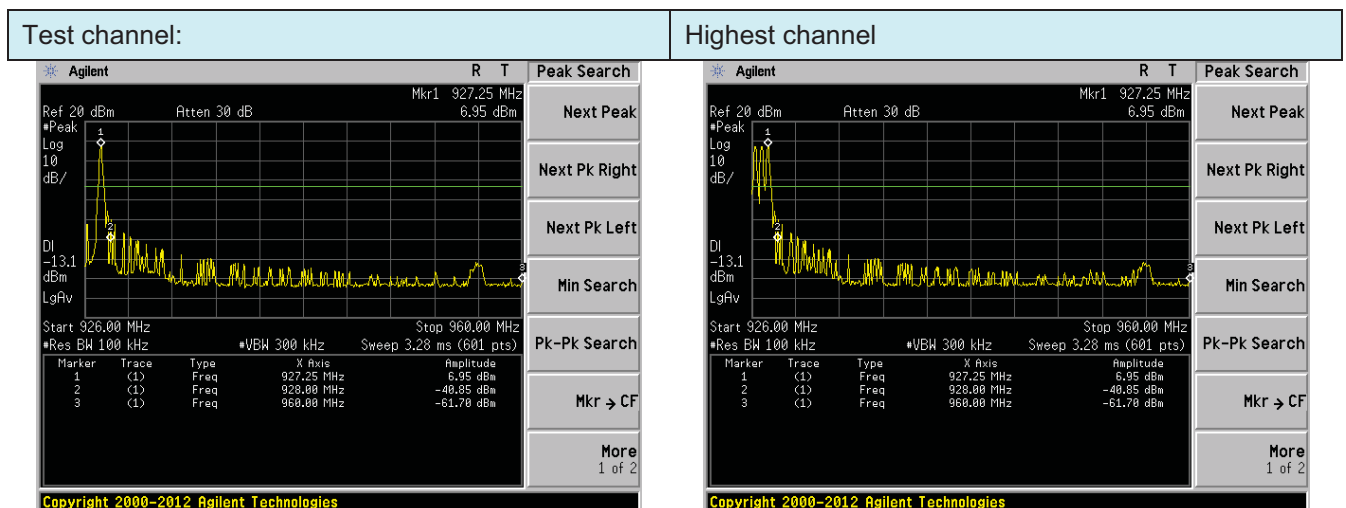 Test channel: Highest channel
Agilent R T Peak Search
Mkr1 927.25 MHz
Ref 20 dBm Atten 30 dB 6.95 dBm
#Peak
Log
10
dB/
DI
-13.1
dBm
LgAv
1
2
3
Start 926.00 MHz Stop 960.00 MHz
#Res BW 100 kHz #VBW 300 kHz Sweep 3.28 ms (601 pts)
Marker Trace Type X Axis Amplitude
1 (1) Freq 927.25 MHz 6.95 dBm
2 (1) Freq 928.00 MHz -40.85 dBm
3 (1) Freq 960.00 MHz -61.70 dBm
Next Peak
Next Pk Right
Next Pk Left
Min Search
Pk-Pk Search
Mkr → CF
More
1 of 2
Copyright 2000-2012 Agilent Technologies
Agilent R T Peak Search
Mkr1 927.25 MHz
Ref 20 dBm Atten 30 dB 6.95 dBm
#Peak
Log
10
dB/
DI
-13.1
dBm
LgAv
1
2
3
Start 926.00 MHz Stop 960.00 MHz
#Res BW 100 kHz #VBW 300 kHz Sweep 3.28 ms (601 pts)
Marker Trace Type X Axis Amplitude
1 (1) Freq 927.25 MHz 6.95 dBm
2 (1) Freq 928.00 MHz -40.85 dBm
3 (1) Freq 960.00 MHz -61.70 dBm
Next Peak
Next Pk Right
Next Pk Left
Min Search
Pk-Pk Search
Mkr → CF
More
1 of 2
Copyright 2000-2012 Agilent Technologies